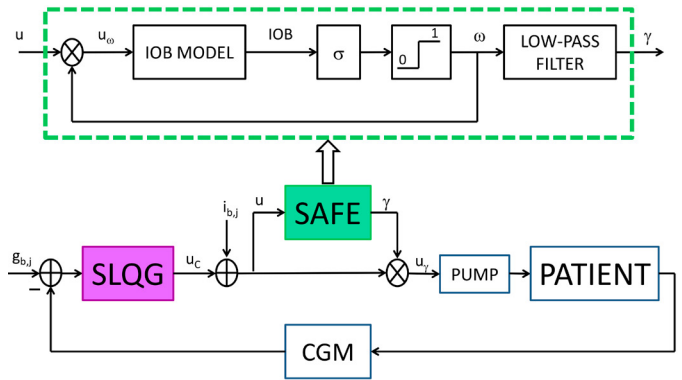 u
u_ω
IOB MODEL
IOB
σ
0
1
ω
LOW-PASS
FILTER
γ
i_b,j
u
SAFE
γ
g_b,j
−
SLQG
u_C
u_γ
PUMP
PATIENT
CGM